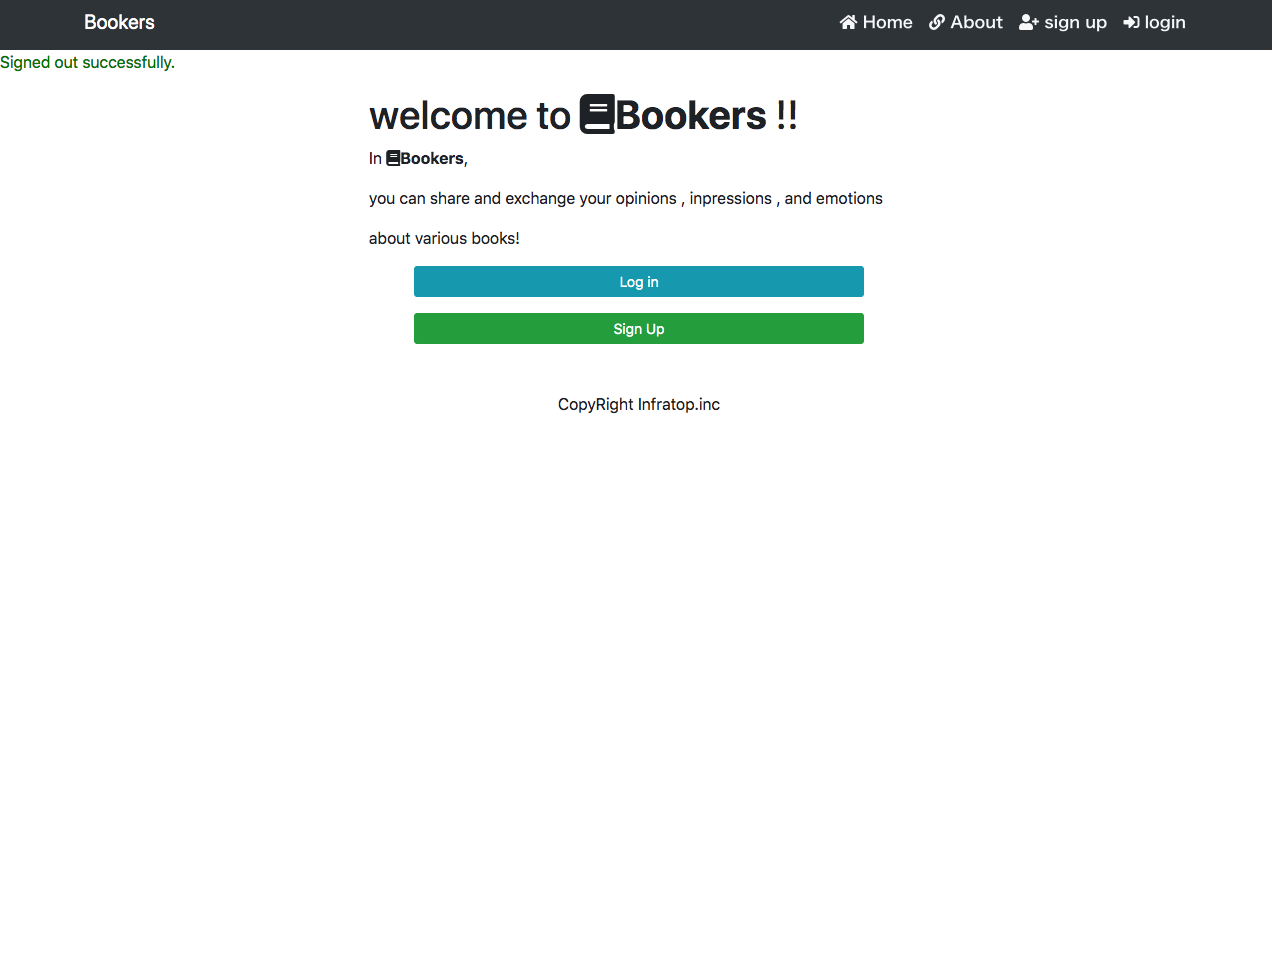 Bookers
Home About sign up login
Signed out successfully.
welcome to Bookers !!
In Bookers,
you can share and exchange your opinions , inpressions , and emotions
about various books!
Log in
Sign Up
CopyRight Infratop.inc